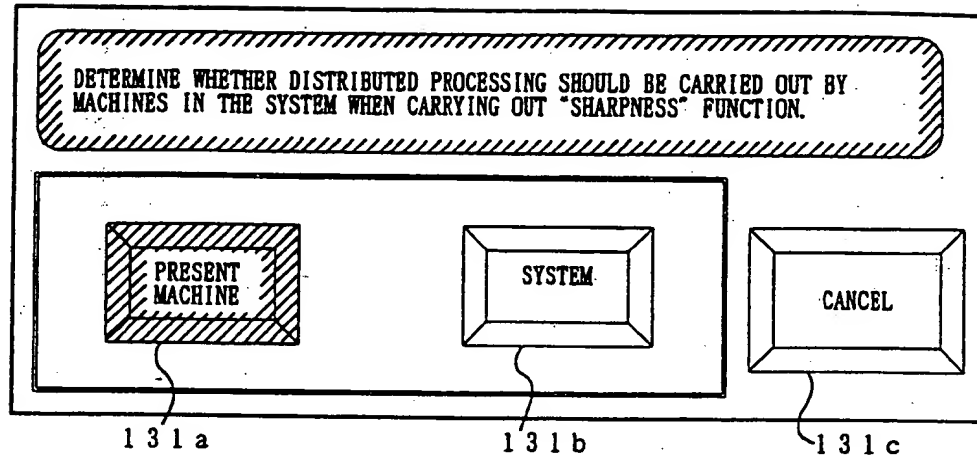 DETERMINE WHETHER DISTRIBUTED PROCESSING SHOULD BE CARRIED OUT BY
MACHINES IN THE SYSTEM WHEN CARRYING OUT "SHARPNESS" FUNCTION.
PRESENT
MACHINE
SYSTEM
CANCEL
131a
131b
131c